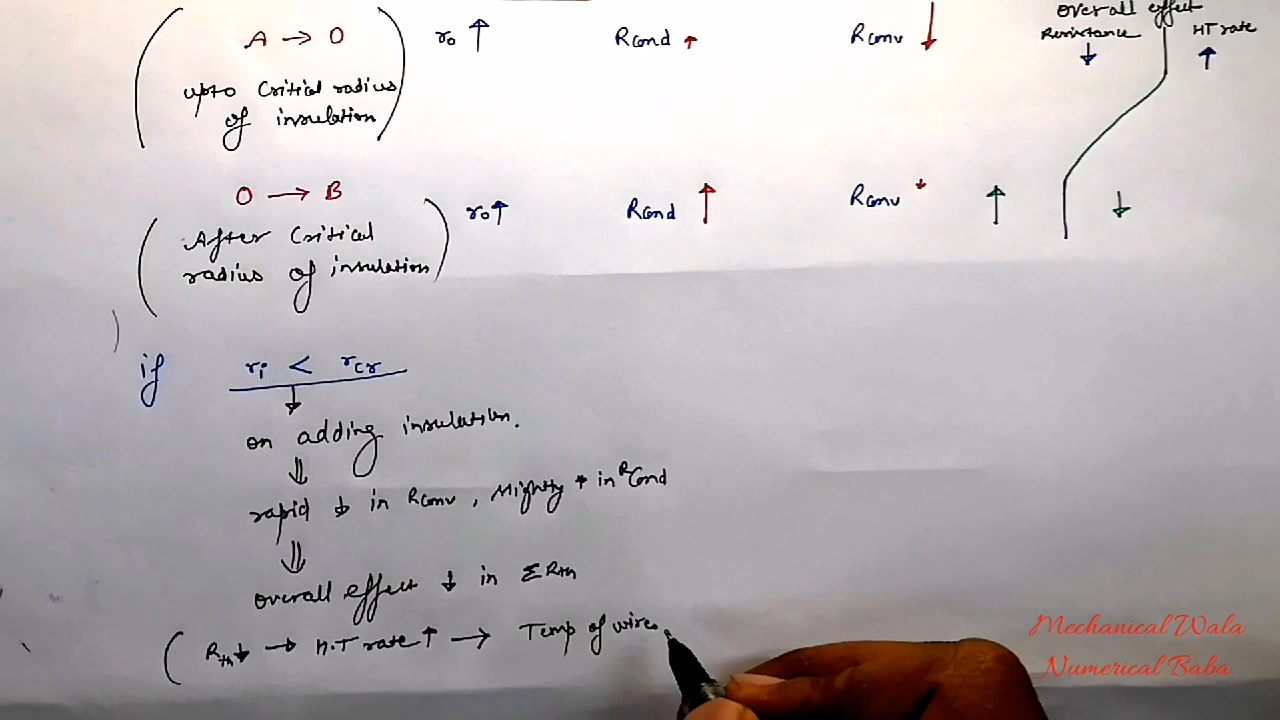 overall effect
A → O r₀ ↑ Rcond ↑ Rconv ↓ Resistance ↓ HT rate ↑
upto critical radius
of insulation
O → B r₀ ↑ Rcond ↑ Rconv ↓ ↑ ↓
After critical
radius of insulation
if ri < rcr
↓
on adding insulation.
⇓
rapid ↓ in Rconv, slightly ↑ in Rcond
⇓
overall effect ↓ in ΣRth
( Rth↓ → H.T rate ↑ → Temp of wire
Mechanical Wala
Numerical Baba